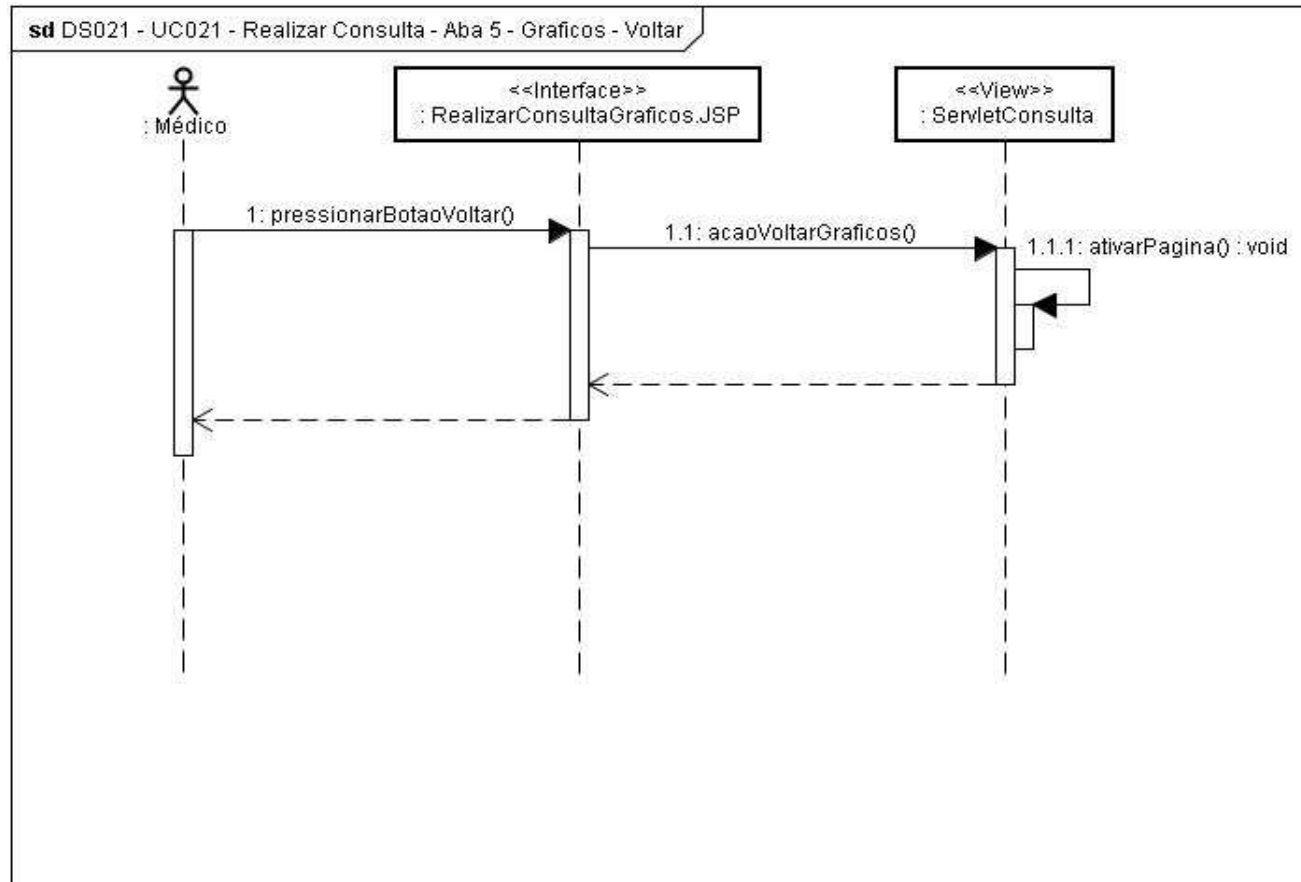 sd DS021 - UC021 - Realizar Consulta - Aba 5 - Graficos - Voltar
: Médico
<<Interface>>
: RealizarConsultaGraficos.JSP
<<View>>
: ServletConsulta
1: pressionarBotaoVoltar()
1.1: acaoVoltarGraficos()
1.1.1: ativarPagina() : void